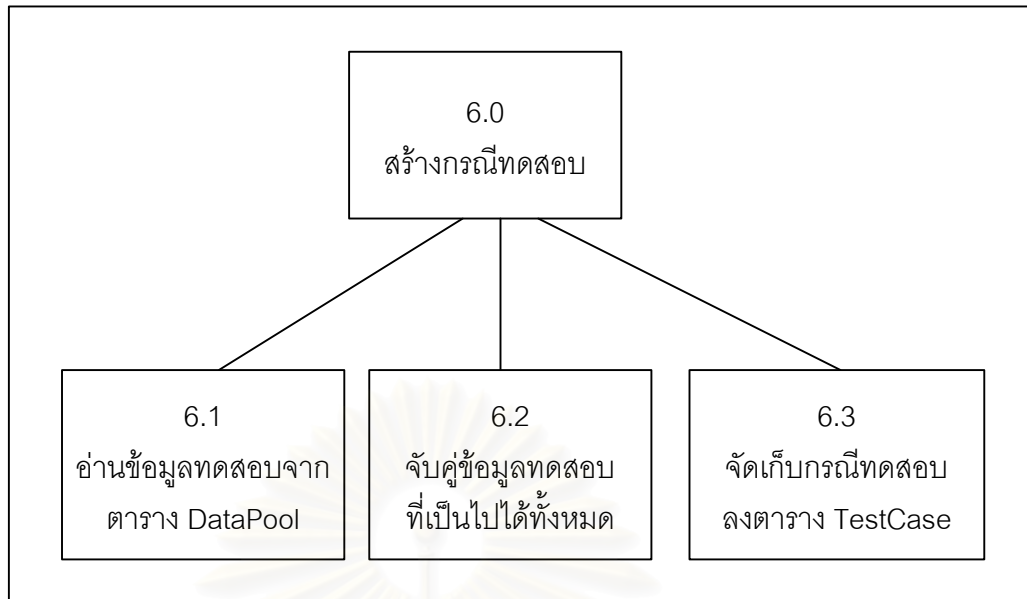 6.0
สร้างกรณีทดสอบ
6.1
อ่านข้อมูลทดสอบจาก
ตาราง DataPool
6.2
จับคู่ข้อมูลทดสอบ
ที่เป็นไปได้ทั้งหมด
6.3
จัดเก็บกรณีทดสอบ
ลงตาราง TestCase